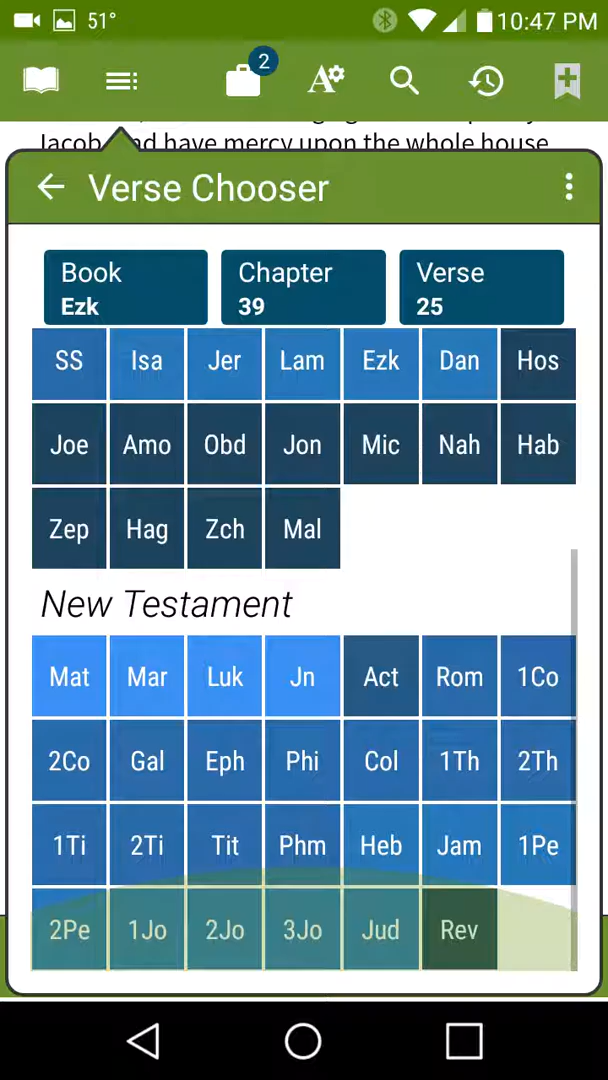 51° 10:47 PM
2
Jacob, and have mercy upon the whole house
Verse Chooser
Book Chapter Verse
Ezk 39 25
SS Isa Jer Lam Ezk Dan Hos
Joe Amo Obd Jon Mic Nah Hab
Zep Hag Zch Mal
New Testament
Mat Mar Luk Jn Act Rom 1Co
2Co Gal Eph Phi Col 1Th 2Th
1Ti 2Ti Tit Phm Heb Jam 1Pe
2Pe 1Jo 2Jo 3Jo Jud Rev